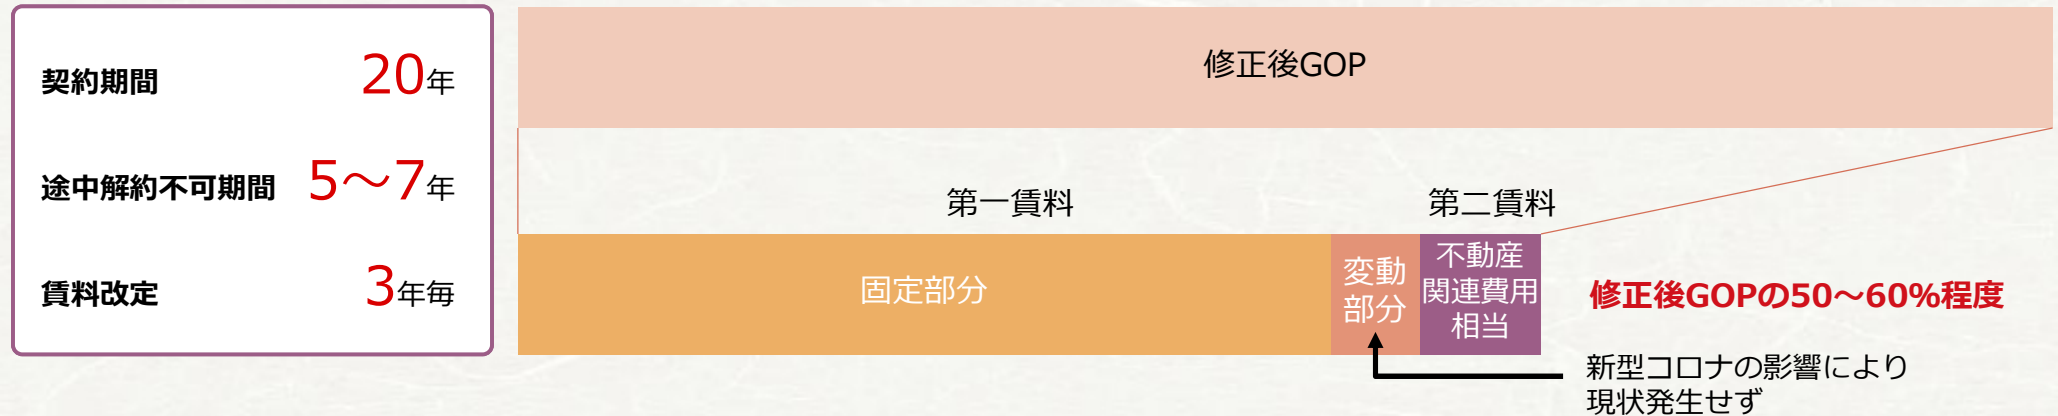 契約期間 20年
途中解約不可期間 5～7年
賃料改定 3年毎
修正後GOP
第一賃料
第二賃料
固定部分
変動
部分
不動産
関連費用
相当
修正後GOPの50～60%程度
新型コロナの影響により
現状発生せず